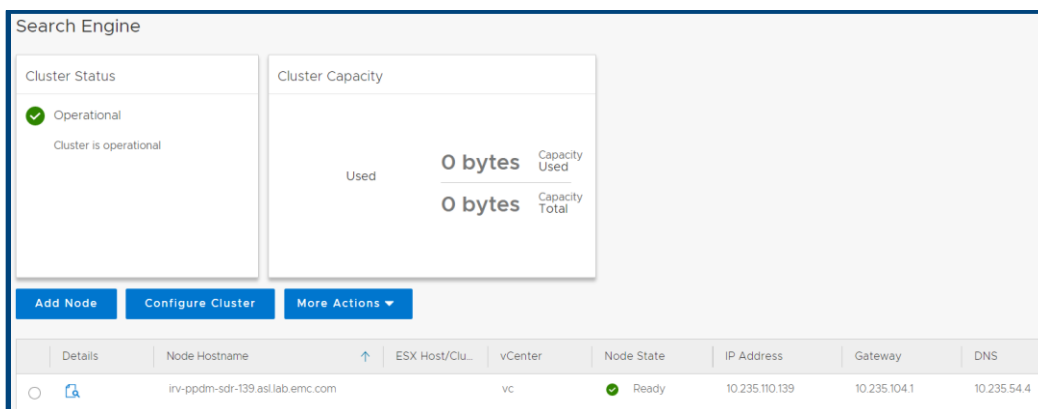 Search Engine
Cluster Status
Operational
Cluster is operational
Cluster Capacity
Used
0 bytes Capacity Used
0 bytes Capacity Total
Add Node Configure Cluster More Actions
Details Node Hostname ESX Host/Clu... vCenter Node State IP Address Gateway DNS
irv-ppdm-sdr-139.asl.lab.emc.com vc Ready 10.235.110.139 10.235.104.1 10.235.54.4